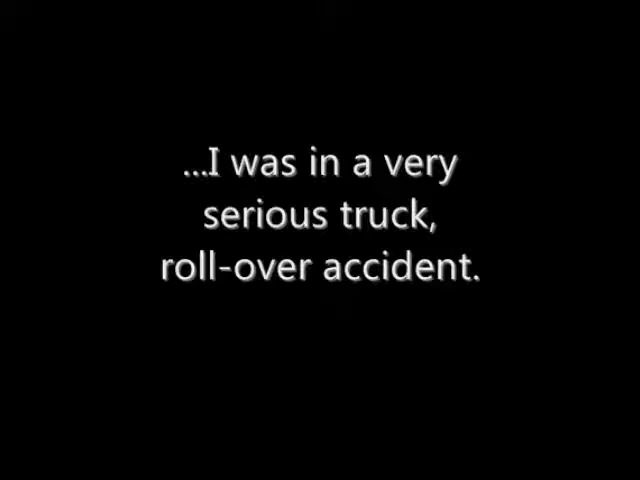 ...I was in a very
serious truck,
roll-over accident.